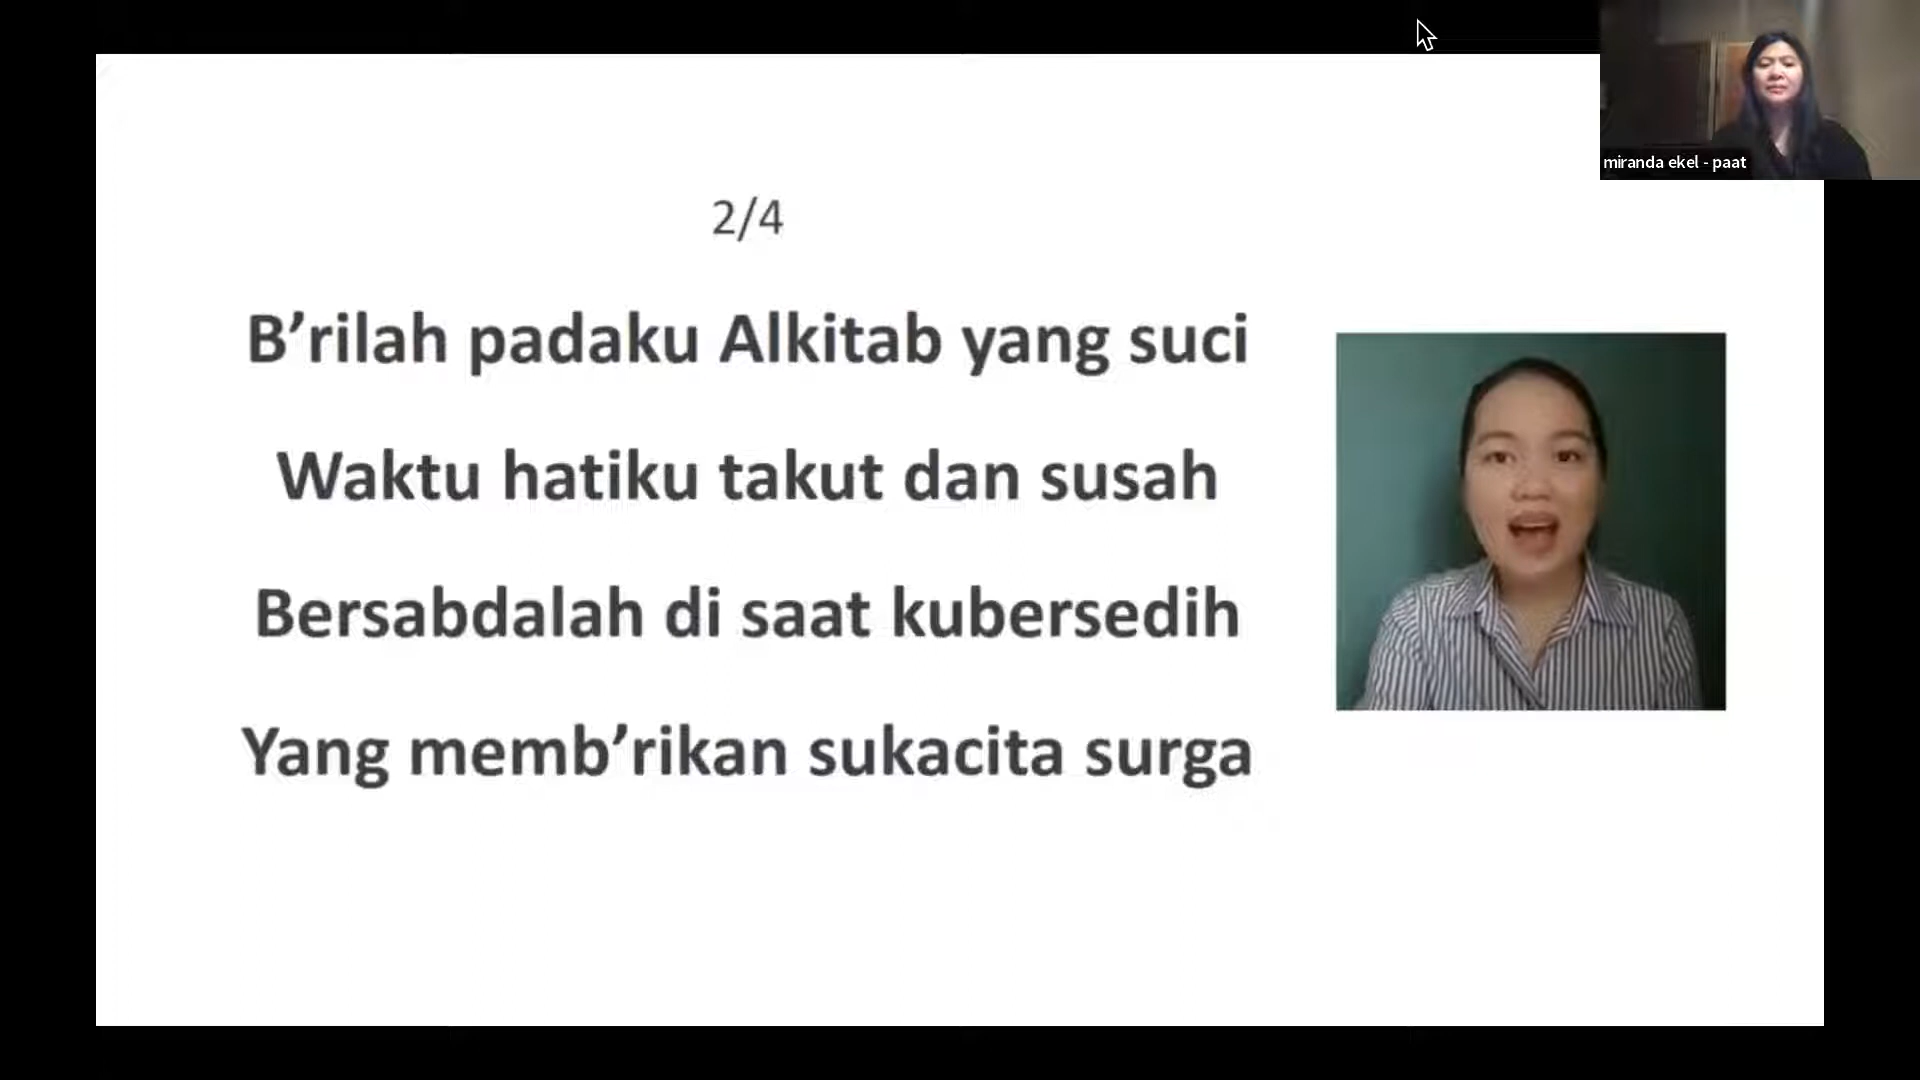 miranda ekel - paat
2/4
B’rilah padaku Alkitab yang suci
Waktu hatiku takut dan susah
Bersabdalah di saat kubersedih
Yang memb’rikan sukacita surga